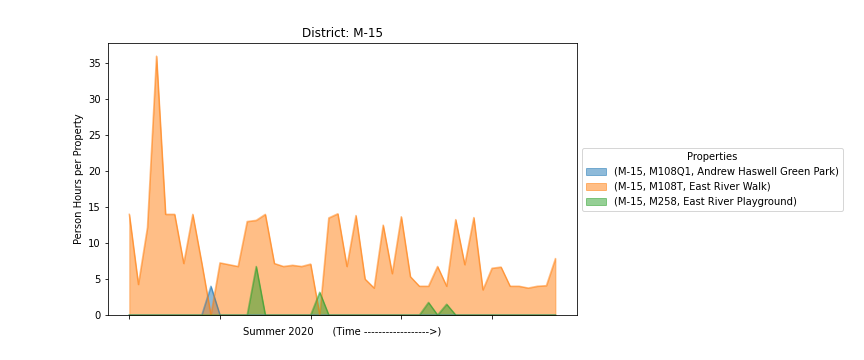 District: M-15
35
30
25
20
15
10
5
0
Person Hours per Property
Summer 2020 (Time ------------------>)
Properties
(M-15, M108Q1, Andrew Haswell Green Park)
(M-15, M108T, East River Walk)
(M-15, M258, East River Playground)